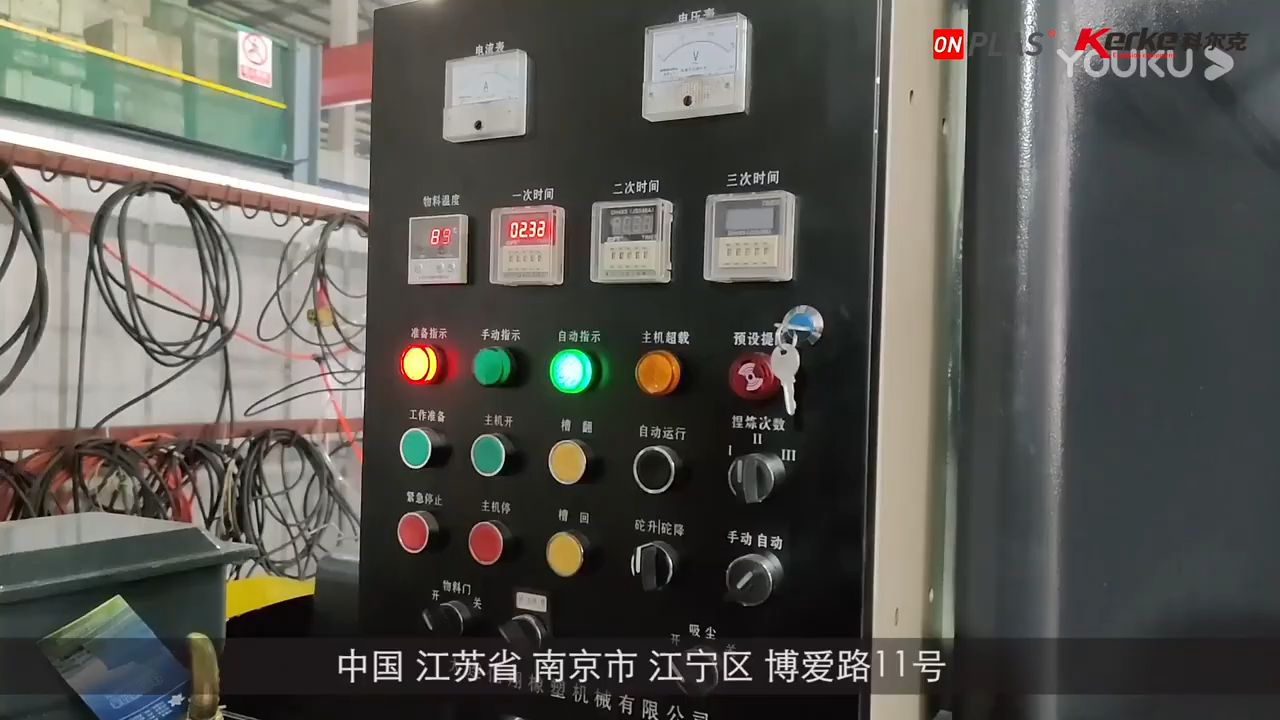 电流表
电压表
ON PLAS
Kerke科尔克
YOUKU
A
V
物料温度
一次时间
二次时间
三次时间
89
02.32
准备指示
手动指示
自动指示
主机超载
预设提
工作准备
主机开
槽 翻
自动运行
捏炼次数
I
II
III
紧急停止
主机停
槽 回
砣升|砣降
手动 自动
物料门
开
关
吸尘
开
中国 江苏省 南京市 江宁区 博爱路11号
翔橡塑机械有限公司